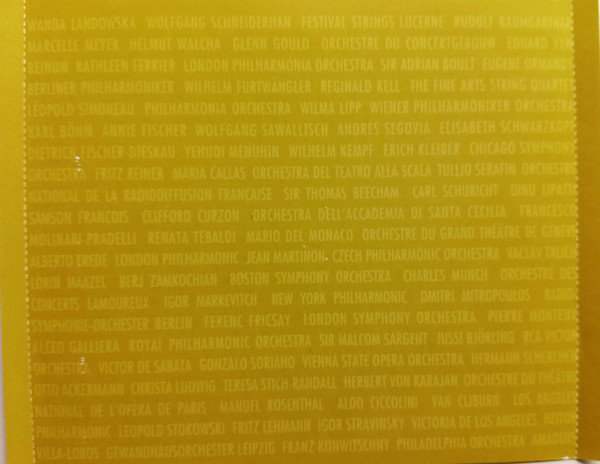 WANDA LANDOWSKA WOLFGANG SCHNEIDERHAN FESTIVAL STRINGS LUCERNE RUDOLF BAUMGARTNER
MARCELLE MEYER HELMUT WALCHA GLENN GOULD ORCHESTRE DU CONCERTGEBOUW EDUARD VAN
BEINUM KATHLEEN FERRIER LONDON PHILHARMONIA ORCHESTRA SIR ADRIAN BOULT EUGENE ORMANDY
BERLINER PHILHARMONIKER WILHELM FURTWÄNGLER REGINALD KELL THE FINE ARTS STRING QUARTET
LEOPOLD SIMONEAU PHILHARMONIA ORCHESTRA WILMA LIPP WIENER PHILHARMONIKER ORCHESTRA
KARL BÖHM ANNIE FISCHER WOLFGANG SAWALLISCH ANDRÉS SEGOVIA ELISABETH SCHWARZKOPF
DIETRICH FISCHER-DIESKAU YEHUDI MENUHIN WILHELM KEMPF ERICH KLEIBER CHICAGO SYMPHONY
ORCHESTRA FRITZ REINER MARIA CALLAS ORCHESTRA DEL TEATRO ALLA SCALA TULLIO SERAFIN ORCHESTRE
NATIONAL DE LA RADIODIFFUSION FRANÇAISE SIR THOMAS BEECHAM CARL SCHURICHT DINU LIPATTI
SAMSON FRANCOIS CLIFFORD CURZON ORCHESTRA DELL'ACCADEMIA DI SANTA CECILIA FRANCESCO
MOLINARI-PRADELLI RENATA TEBALDI MARIO DEL MONACO ORCHESTRE DU GRAND THÉATRE DE GENÈVE
ALBERTO EREDE LONDON PHILHARMONIC JEAN MARTINON CZECH PHILHARMONIC ORCHESTRA VACLAV TALICH
LORIN MAAZEL BERJ ZAMKOCHIAN BOSTON SYMPHONY ORCHESTRA CHARLES MUNCH ORCHESTRE DES
CONCERTS LAMOUREUX IGOR MARKEVITCH NEW YORK PHILHARMONIC DMITRI MITROPOULOS RADIO-
SYMPHONIE-ORCHESTER BERLIN FERENC FRICSAY LONDON SYMPHONY ORCHESTRA PIERRE MONTEUX
ALCEO GALLIERA ROYAL PHILHARMONIC ORCHESTRA SIR MALCOM SARGENT JUSSI BJÖRLING RCA VICTOR
ORCHESTRA VICTOR DE SABATA GONZALO SORIANO VIENNA STATE OPERA ORCHESTRA HERMANN SCHERCHEN
OTTO ACKERMANN CHRISTA LUDWIG TERESA STICH-RANDALL HERBERT VON KARAJAN ORCHESTRE DU THÉATRE
NATIONAL DE L'OPÉRA DE PARIS MANUEL ROSENTHAL ALDO CICCOLINI VAN CLIBURN LOS ANGELES
PHILHARMONIC LEOPOLD STOKOWSKI FRITZ LEHMANN IGOR STRAVINSKY VICTORIA DE LOS ANGELES HEITOR
VILLA-LOBOS GEWANDHAUSORCHESTER LEIPZIG FRANZ KONWITSCHNY PHILADELPHIA ORCHESTRA AMADEUS